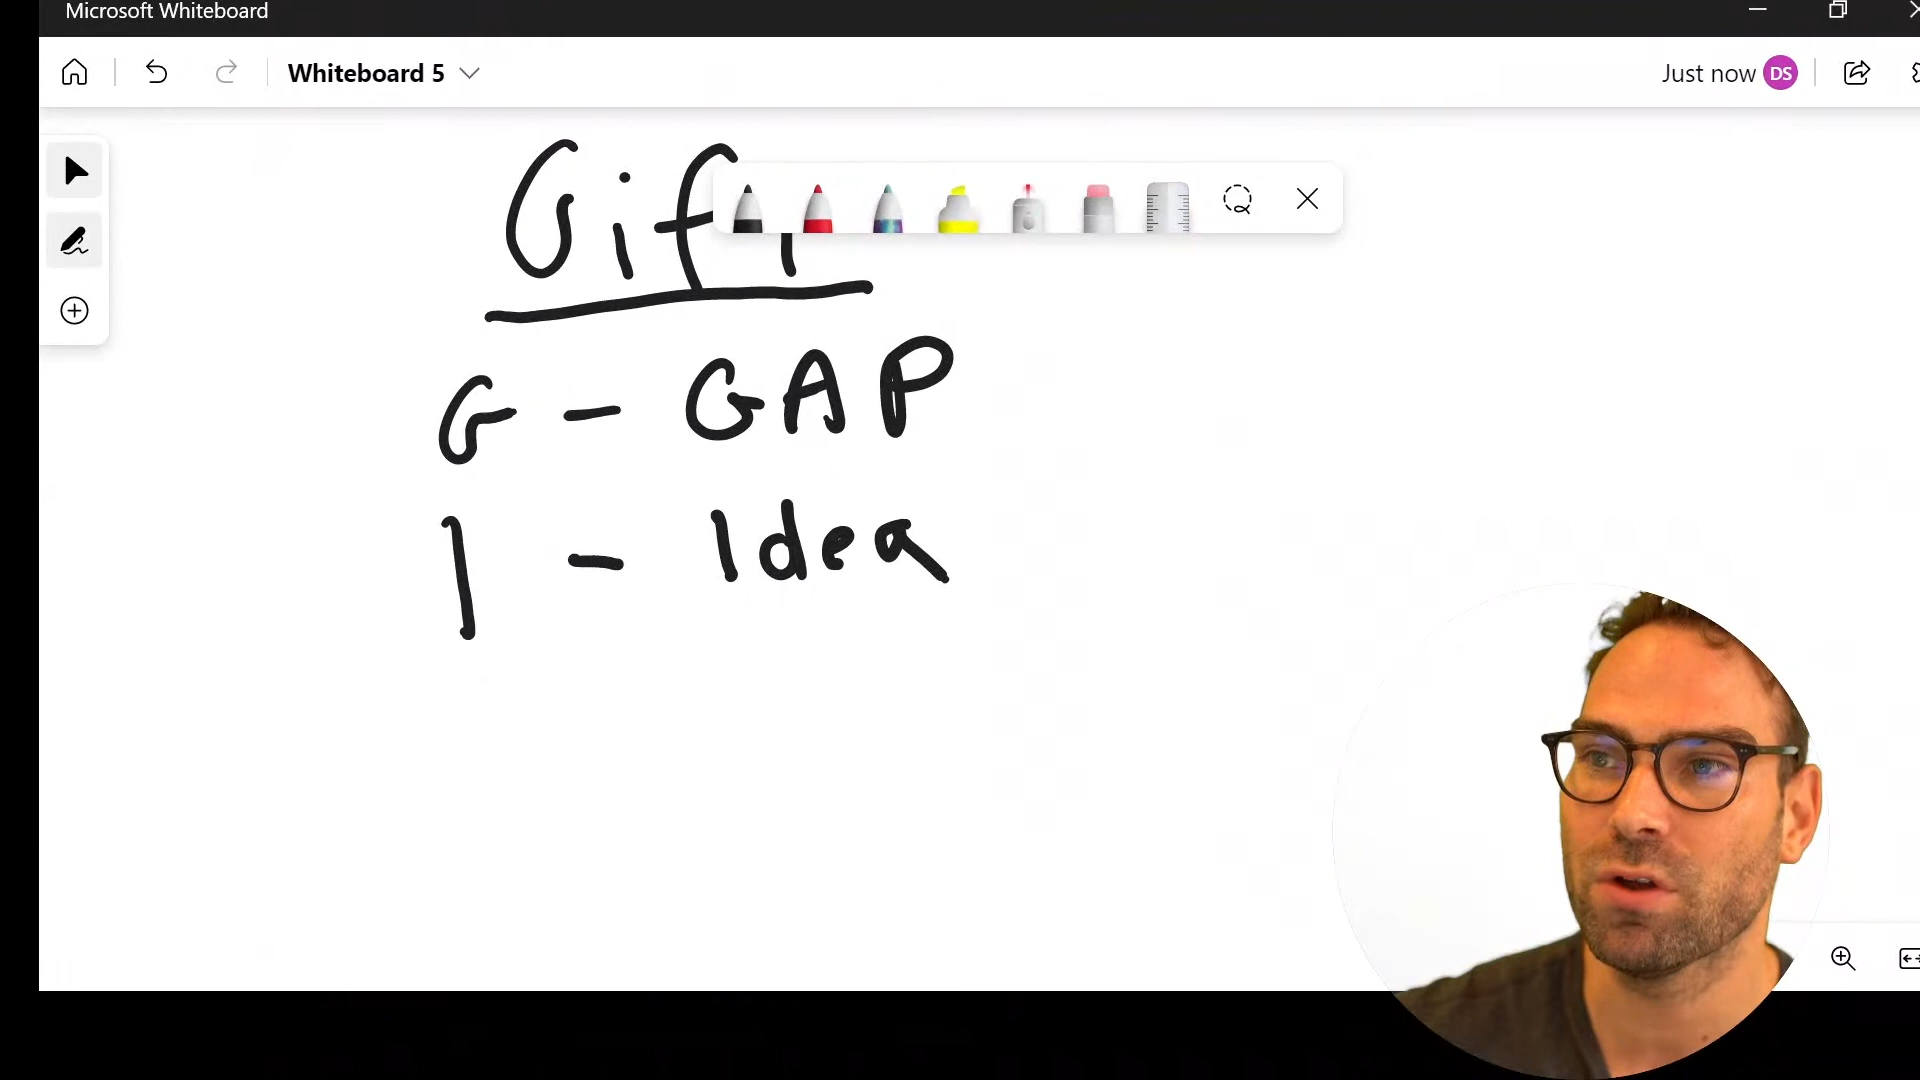 Microsoft Whiteboard
Whiteboard 5
Just now DS
Gift
G - GAP
I - Idea